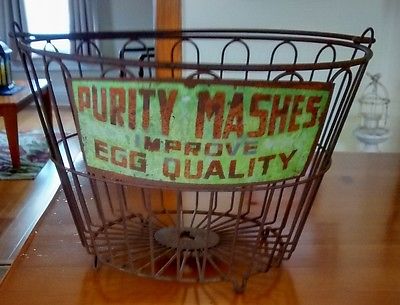 PURITY MASHES
IMPROVE
EGG QUALITY